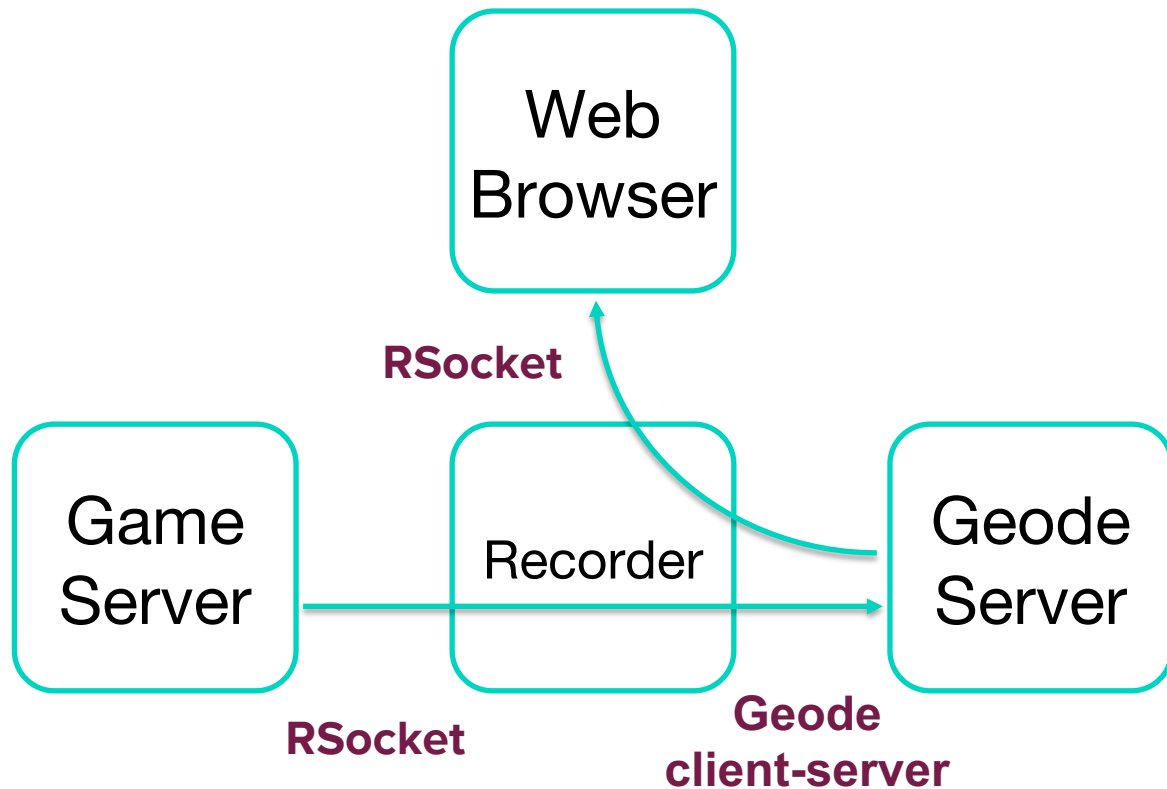 Web
Browser
RSocket
Game
Server
Recorder
Geode
Server
RSocket
Geode
client-server